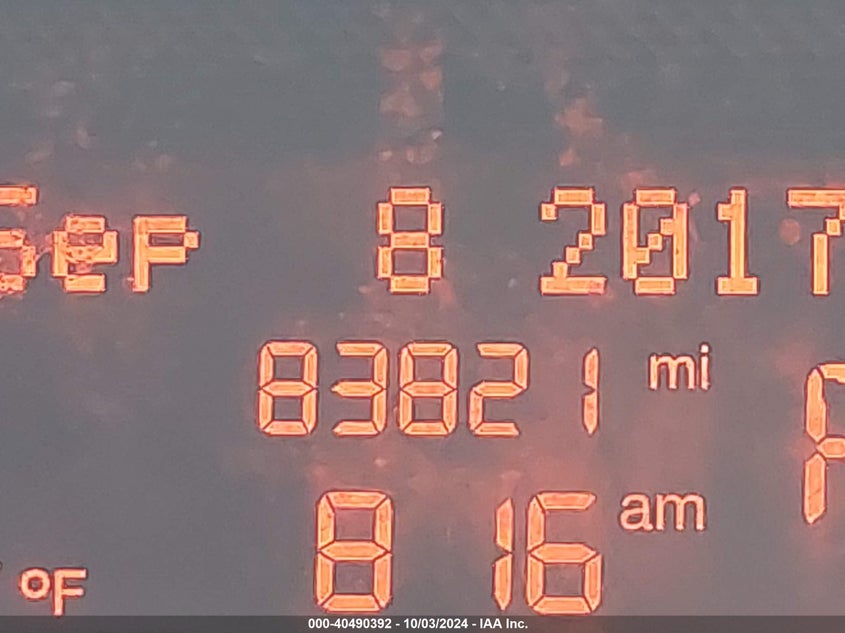 Sep 8 2017
83821 mi
8 16 am
°F
000-40490392 - 10/03/2024 - IAA Inc.